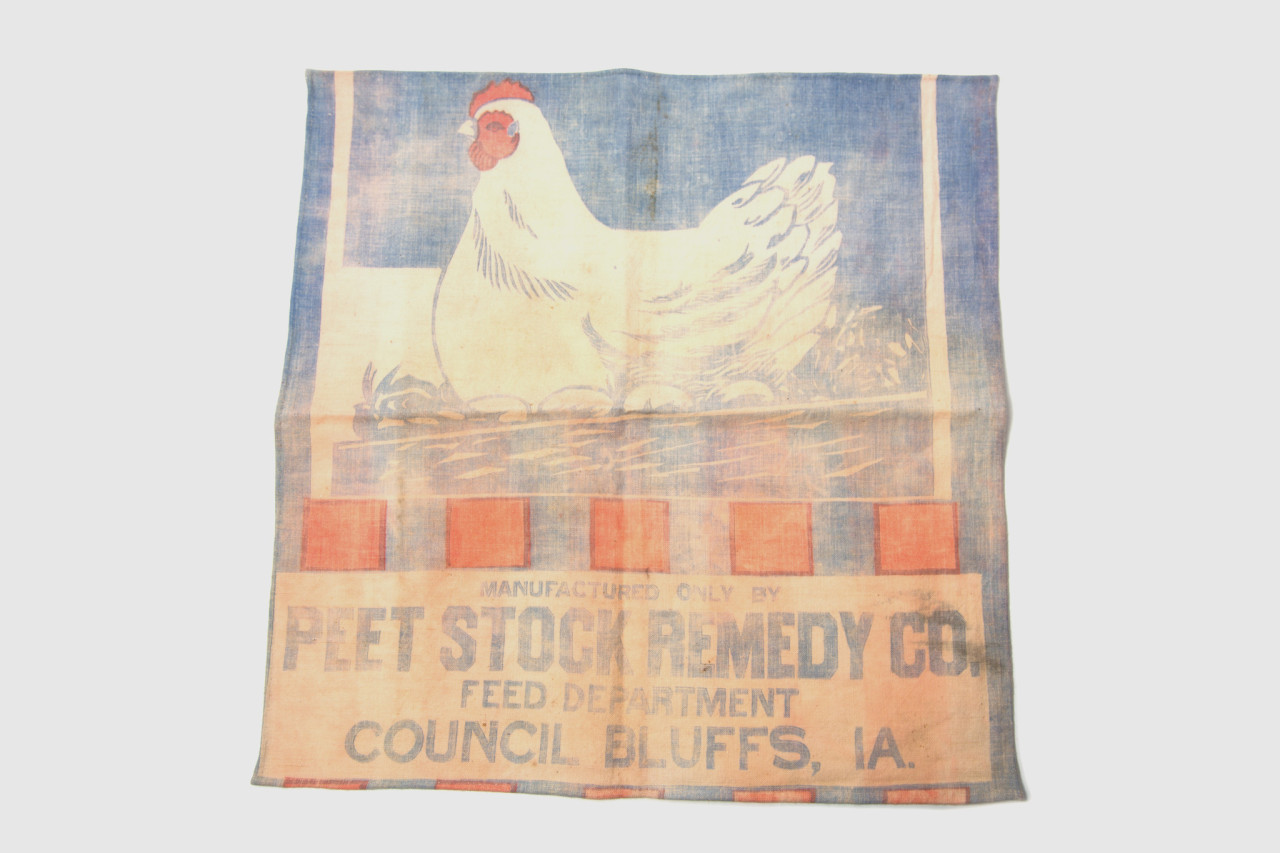 MANUFACTURED ONLY BY
PEET STOCK REMEDY CO.
FEED DEPARTMENT
COUNCIL BLUFFS, IA.